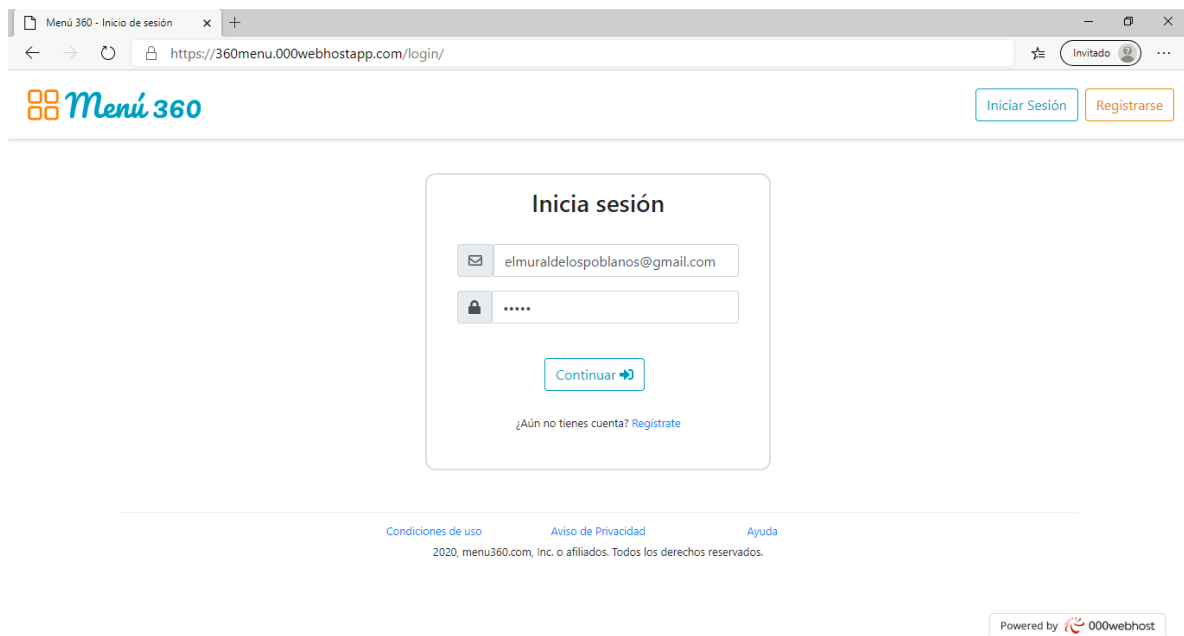 Menú 360 - Inicio de sesión
https://360menu.000webhostapp.com/login/
Invitado
Menú 360
Iniciar Sesión
Registrarse
Inicia sesión
elmuraldelospoblanos@gmail.com
•••••
Continuar
¿Aún no tienes cuenta? Regístrate
Condiciones de uso Aviso de Privacidad Ayuda
2020, menu360.com, Inc. o afiliados. Todos los derechos reservados.
Powered by 000webhost